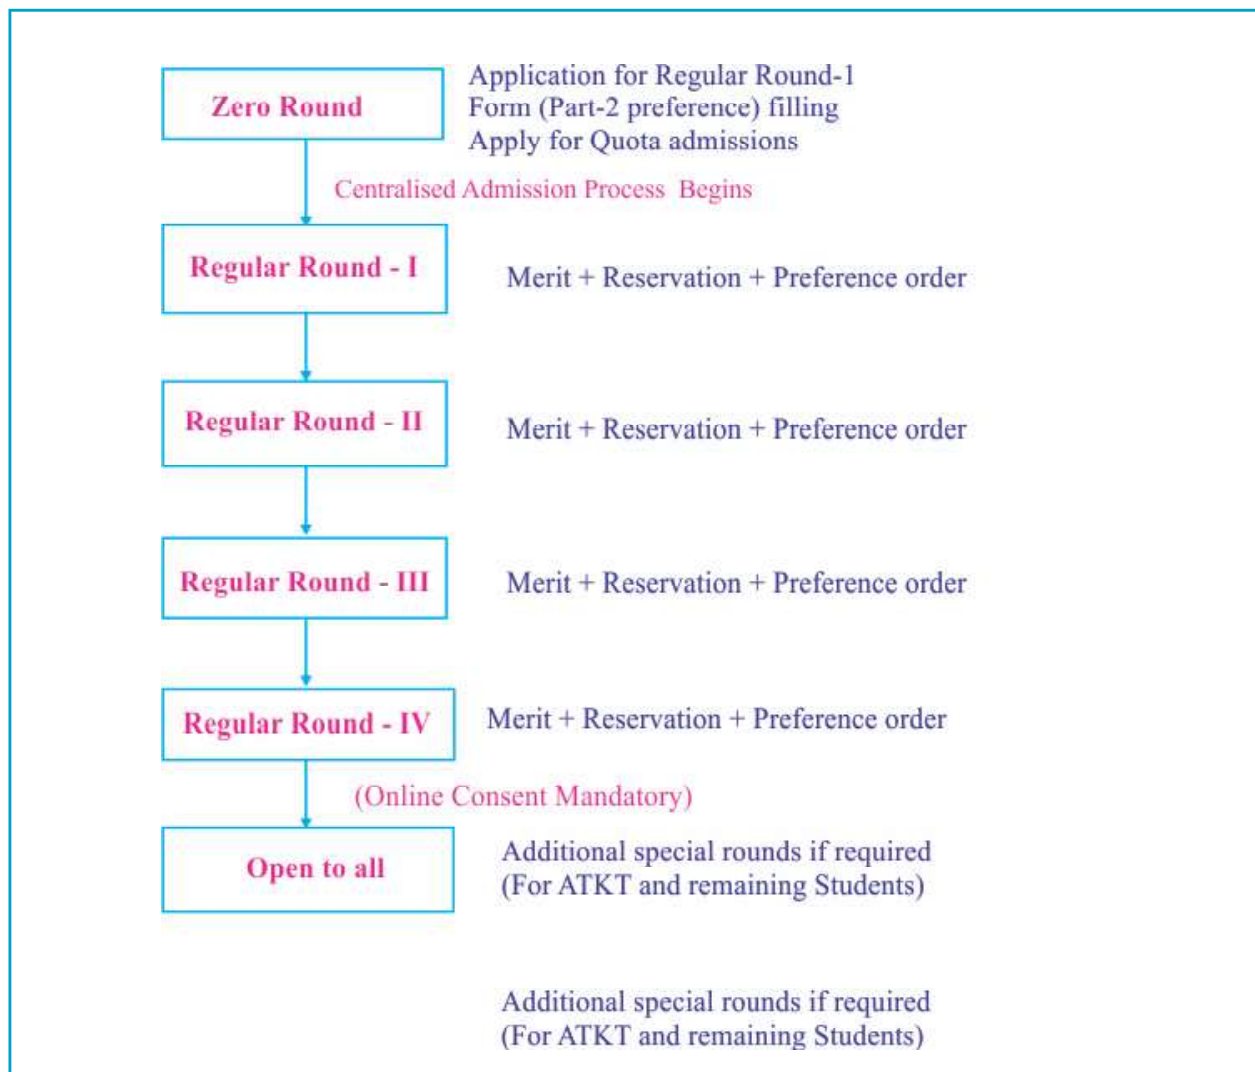 Zero Round
Application for Regular Round-1
Form (Part-2 preference) filling
Apply for Quota admissions
Centralised Admission Process Begins
Regular Round - I
Merit + Reservation + Preference order
Regular Round - II
Merit + Reservation + Preference order
Regular Round - III
Merit + Reservation + Preference order
Regular Round - IV
Merit + Reservation + Preference order
(Online Consent Mandatory)
Open to all
Additional special rounds if required
(For ATKT and remaining Students)
Additional special rounds if required
(For ATKT and remaining Students)